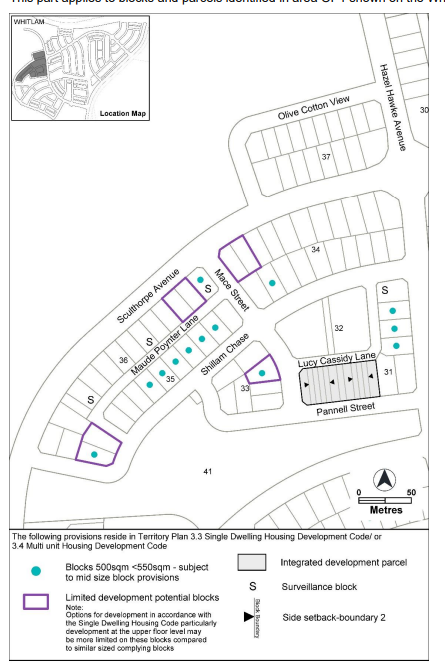 This part applies to blocks and parcels identified in area
WHITLAM
Location Map
Olive Cotton View
Hazel Hawke Avenue
30
37
34
Sculthorpe Avenue
S
Mace Street
S
S
Maude Poynter Lane
36
35
Shillam Chase
32
Lucy Cassidy Lane
31
33
S
Pannell Street
41
0 50
Metres
The following provisions reside in Territory Plan 3.3 Single Dwelling Housing Development Code/ or
3.4 Multi unit Housing Development Code
Blocks 500sqm <550sqm - subject
to mid size block provisions
Limited development potential blocks
Note:
Options for development in accordance with
the Single Dwelling Housing Code particularly
development at the upper floor level may
be more limited on these blocks compared
to similar sized complying blocks
Integrated development parcel
S Surveillance block
Block Boundary
Side setback-boundary 2